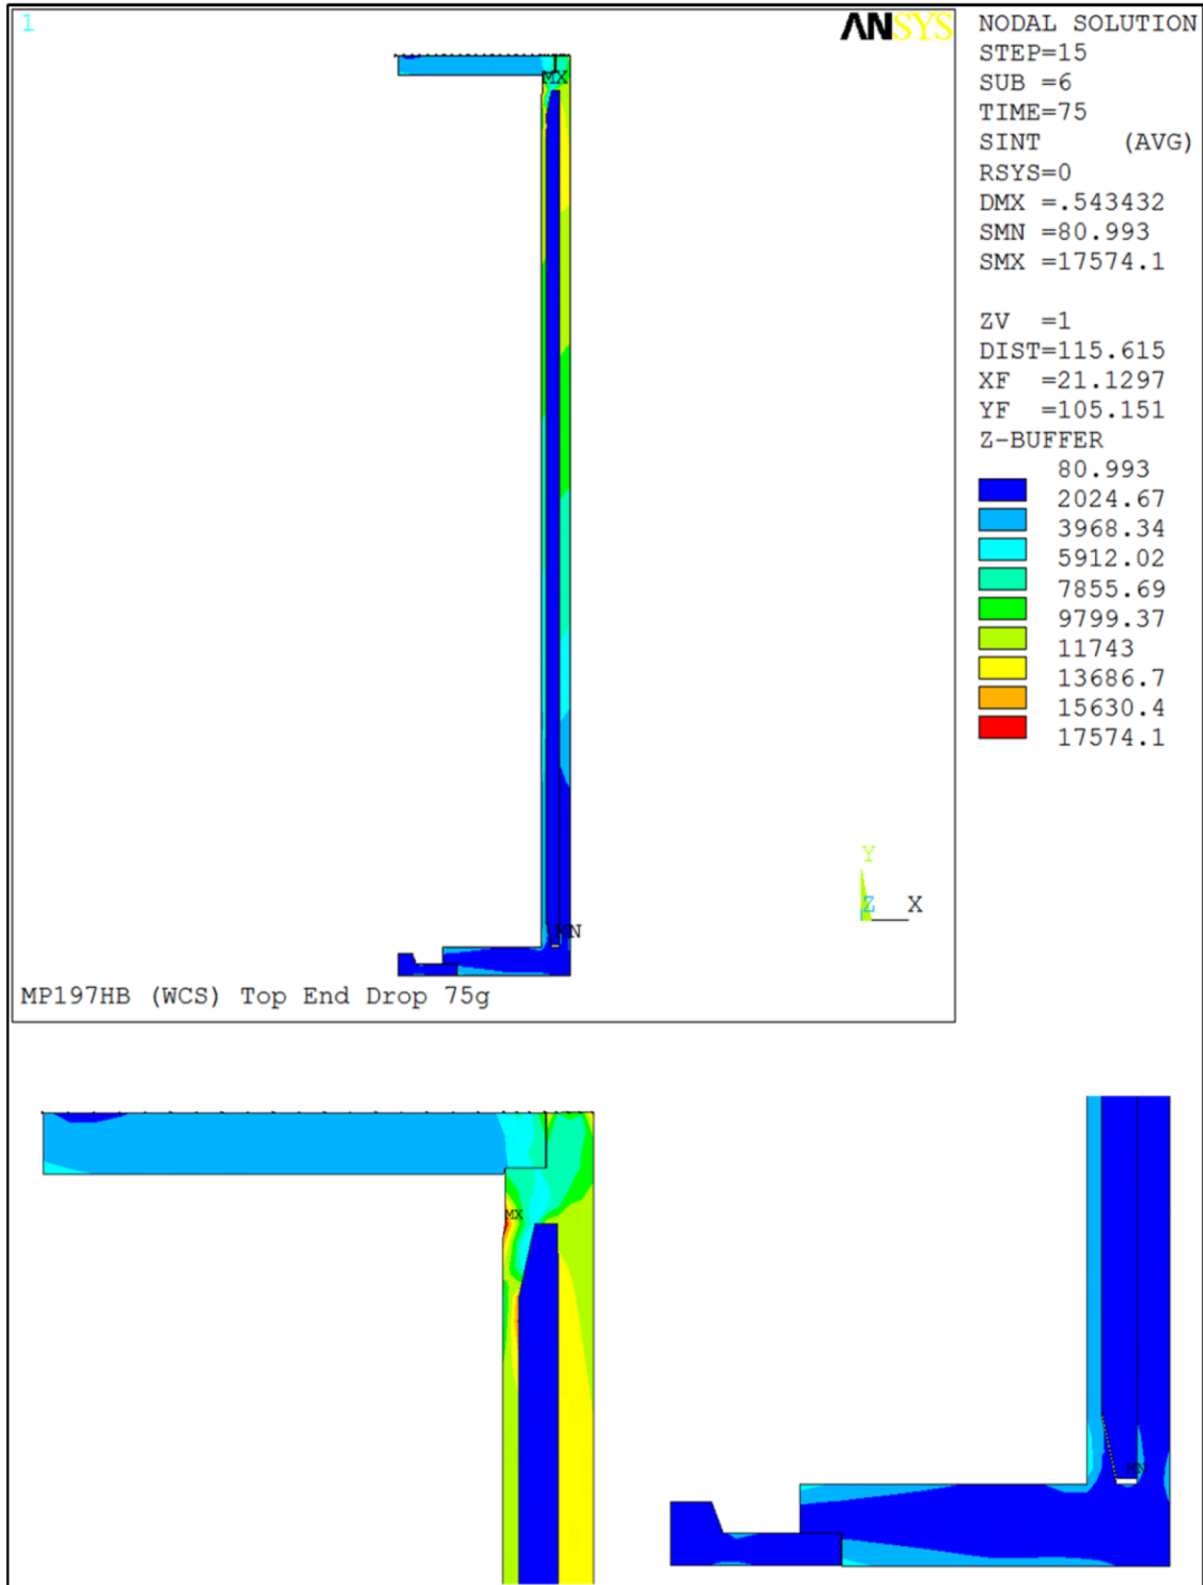 1
ANSYS
NODAL SOLUTION
STEP=15
SUB =6
TIME=75
SINT (AVG)
RSYS=0
DMX =.543432
SMN =80.993
SMX =17574.1
ZV =1
DIST=115.615
XF =21.1297
YF =105.151
Z-BUFFER
80.993
2024.67
3968.34
5912.02
7855.69
9799.37
11743
13686.7
15630.4
17574.1
MX
Y
Z X
MN
MP197HB (WCS) Top End Drop 75g
MX
MN